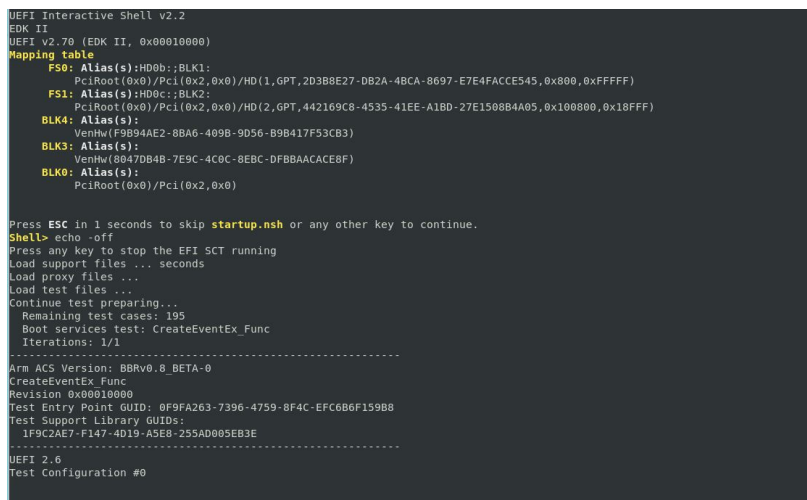 UEFI Interactive Shell v2.2
EDK II
UEFI v2.70 (EDK II, 0x00010000)
Mapping table
FS0: Alias(s):HD0b:;BLK1:
PciRoot(0x0)/Pci(0x2,0x0)/HD(1,GPT,2D3B8E27-DB2A-4BCA-8697-E7E4FACCE545,0x800,0xFFFFF)
FS1: Alias(s):HD0c:;BLK2:
PciRoot(0x0)/Pci(0x2,0x0)/HD(2,GPT,442169C8-4535-41EE-A1BD-27E1508B4A05,0x100800,0x18FFF)
BLK4: Alias(s):
VenHw(F9B94AE2-8BA6-409B-9D56-B9B417F53CB3)
BLK3: Alias(s):
VenHw(8047DB4B-7E9C-4C0C-8EBC-DFBBAACACE8F)
BLK0: Alias(s):
PciRoot(0x0)/Pci(0x2,0x0)
Press ESC in 1 seconds to skip startup.nsh or any other key to continue.
Shell> echo -off
Press any key to stop the EFI SCT running
Load support files ... seconds
Load proxy files ...
Load test files ...
Continue test preparing...
Remaining test cases: 195
Boot services test: CreateEventEx_Func
Iterations: 1/1
------------------------------------------------------------
Arm ACS Version: BBRv0.8_BETA-0
CreateEventEx_Func
Revision 0x00010000
Test Entry Point GUID: 0F9FA263-7396-4759-8F4C-EFC6B6F159B8
Test Support Library GUIDs:
1F9C2AE7-F147-4D19-A5E8-255AD005EB3E
------------------------------------------------------------
UEFI 2.6
Test Configuration #0